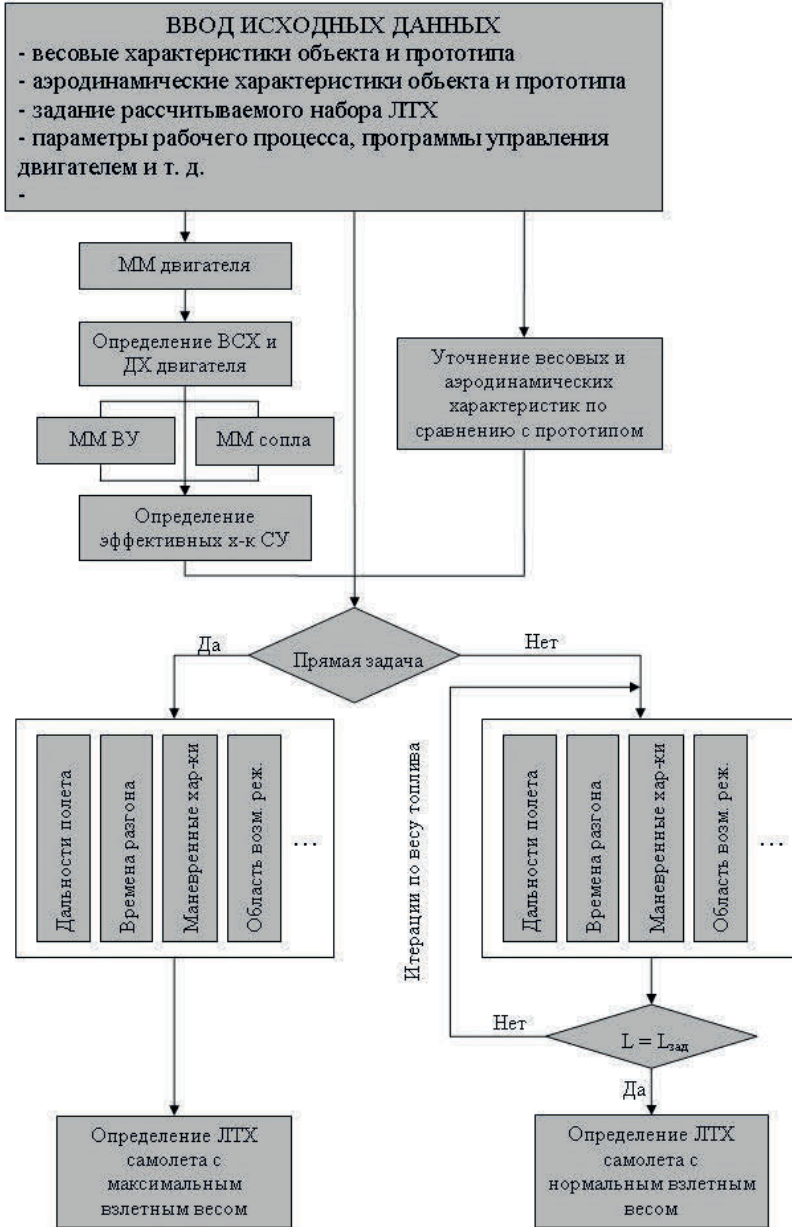 ВВОД ИСХОДНЫХ ДАННЫХ
- весовые характеристики объекта и прототипа
- аэродинамические характеристики объекта и прототипа
- задание рассчитываемого набора ЛТХ
- параметры рабочего процесса, программы управления
двигателем и т. д.
-
ММ двигателя
Определение ВСХ и
ДХ двигателя
ММ ВУ
ММ сопла
Определение
эффективных х-к СУ
Уточнение весовых и
аэродинамических
характеристик по
сравнению с прототипом
Да
Прямая задача
Нет
Дальности полета
Времена разгона
Маневренные хар-ки
Область возм. реж.
...
Итерации по весу топлива
Дальности полета
Времена разгона
Маневренные хар-ки
Область возм. реж.
...
Нет
L = Lзад
Да
Определение ЛТХ
самолета с
максимальным
взлетным весом
Определение ЛТХ
самолета с
нормальным взлетным
весом